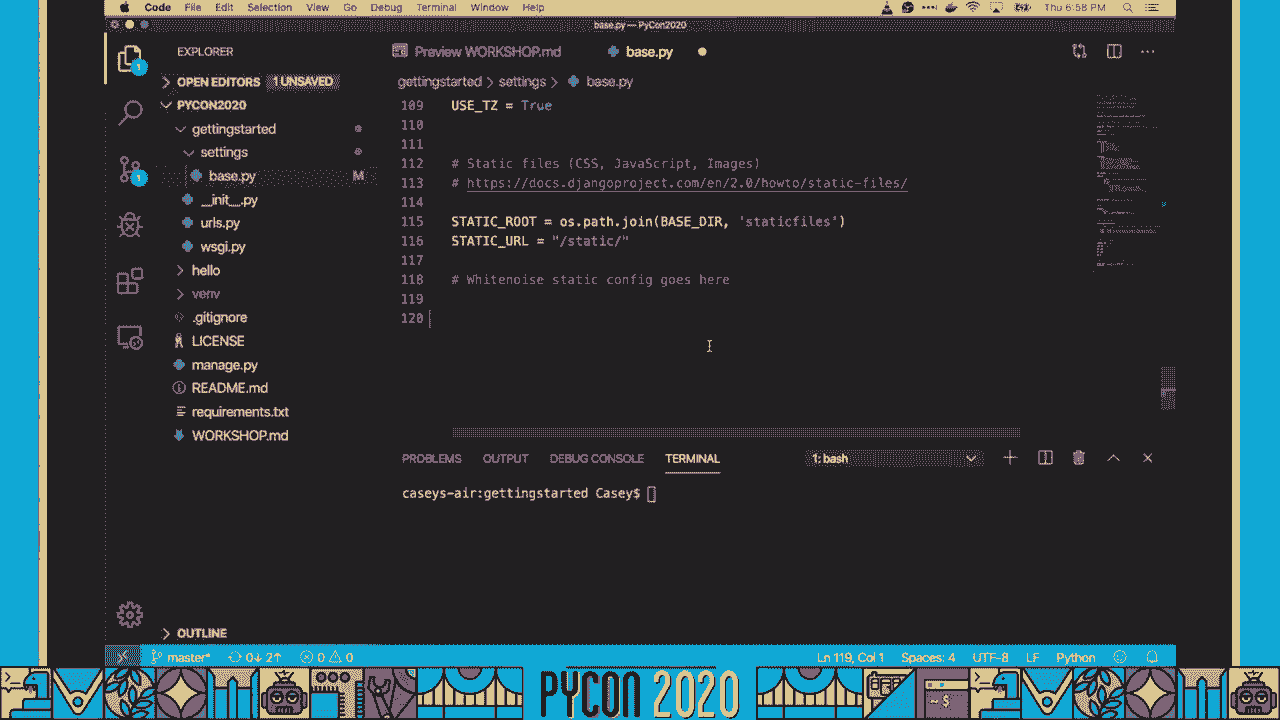 Code File Edit Selection View Go Debug Terminal Window Help Thu 6:58 PM
base.py — PyCon2020
EXPLORER
OPEN EDITORS 1 UNSAVED
PYCON2020
gettingstarted
settings
base.py M
__init__.py
urls.py
wsgi.py
hello
venv
.gitignore
LICENSE
manage.py
README.md
requirements.txt
WORKSHOP.md
OUTLINE
1
1
Preview WORKSHOP.md base.py
gettingstarted > settings > base.py
109 USE_TZ = True
110
111
112 # Static files (CSS, JavaScript, Images)
113 # https://docs.djangoproject.com/en/2.0/howto/static-files/
114
115 STATIC_ROOT = os.path.join(BASE_DIR, 'staticfiles')
116 STATIC_URL = "/static/"
117
118 # Whitenoise static config goes here
119
120
PROBLEMS OUTPUT DEBUG CONSOLE TERMINAL 1: bash
caseys-air:gettingstarted Casey$
master* 0↓ 2↑ 0 0 Ln 119, Col 1 Spaces: 4 UTF-8 LF Python
PYCON 2020
~ $